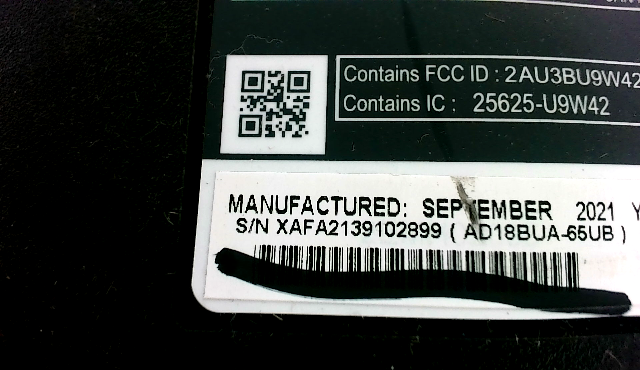 Contains FCC ID : 2AU3BU9W42
Contains IC : 25625-U9W42
MANUFACTURED: SEPTEMBER 2021
S/N XAFA2139102899 ( AD18BUA-65UB )